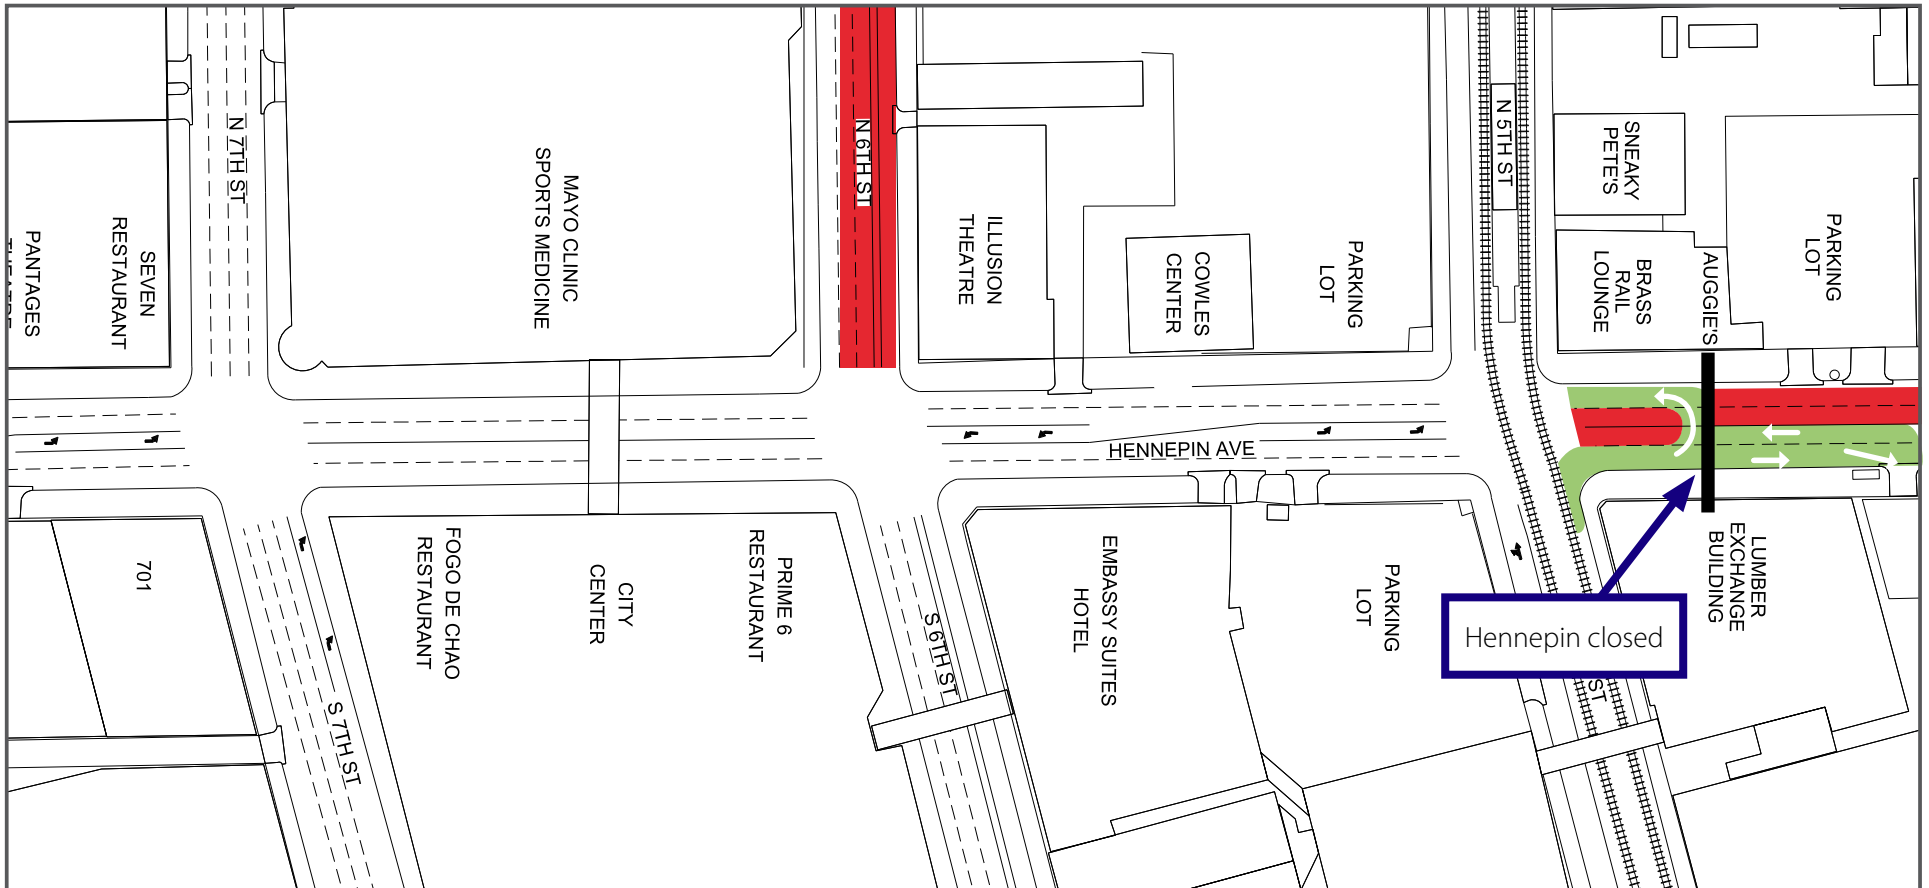 N 7TH ST
N 6TH ST
N 5TH ST
MAYO CLINIC
SPORTS MEDICINE
SEVEN
RESTAURANT
PANTAGES
ILLUSION
THEATRE
COWLES
CENTER
PARKING
LOT
SNEAKY
PETE'S
BRASS
RAIL
LOUNGE
AUGGIE'S
PARKING
LOT
HENNEPIN AVE
701
S 7TH ST
FOGO DE CHAO
RESTAURANT
CITY
CENTER
PRIME 6
RESTAURANT
S 6TH ST
EMBASSY SUITES
HOTEL
PARKING
LOT
Hennepin closed
ST
LUMBER
EXCHANGE
BUILDING